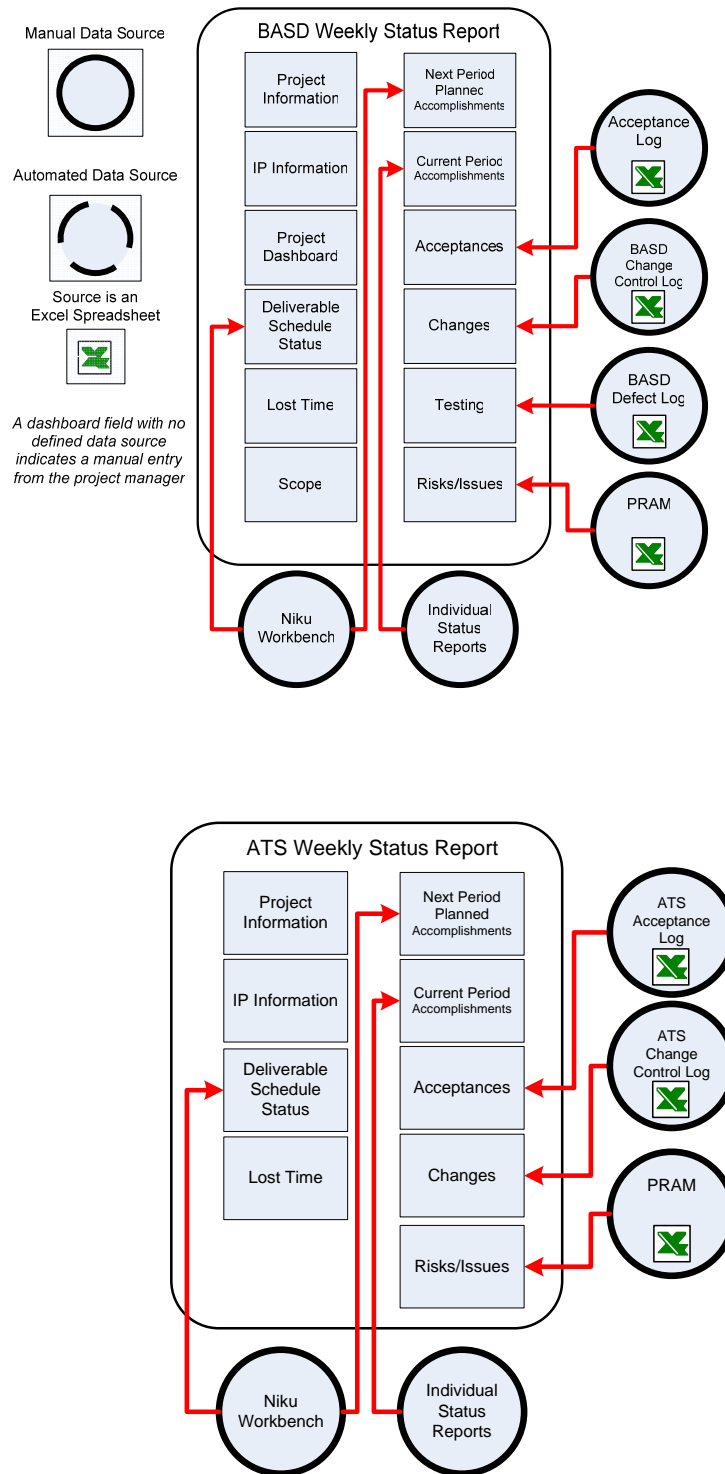 Manual Data Source
Automated Data Source
Source is an
Excel Spreadsheet
A dashboard field with no
defined data source
indicates a manual entry
from the project manager
BASD Weekly Status Report
Project
Information
IP Information
Project
Dashboard
Deliverable
Schedule
Status
Lost Time
Scope
Next Period
Planned
Accomplishments
Current Period
Accomplishments
Acceptances
Changes
Testing
Risks/Issues
Acceptance
Log
BASD
Change
Control Log
BASD
Defect Log
PRAM
Niku
Workbench
Individual
Status
Reports
ATS Weekly Status Report
Project
Information
IP Information
Deliverable
Schedule
Status
Lost Time
Next Period
Planned
Accomplishments
Current Period
Accomplishments
Acceptances
Changes
Risks/Issues
ATS
Acceptance
Log
ATS
Change
Control Log
PRAM
Niku
Workbench
Individual
Status
Reports